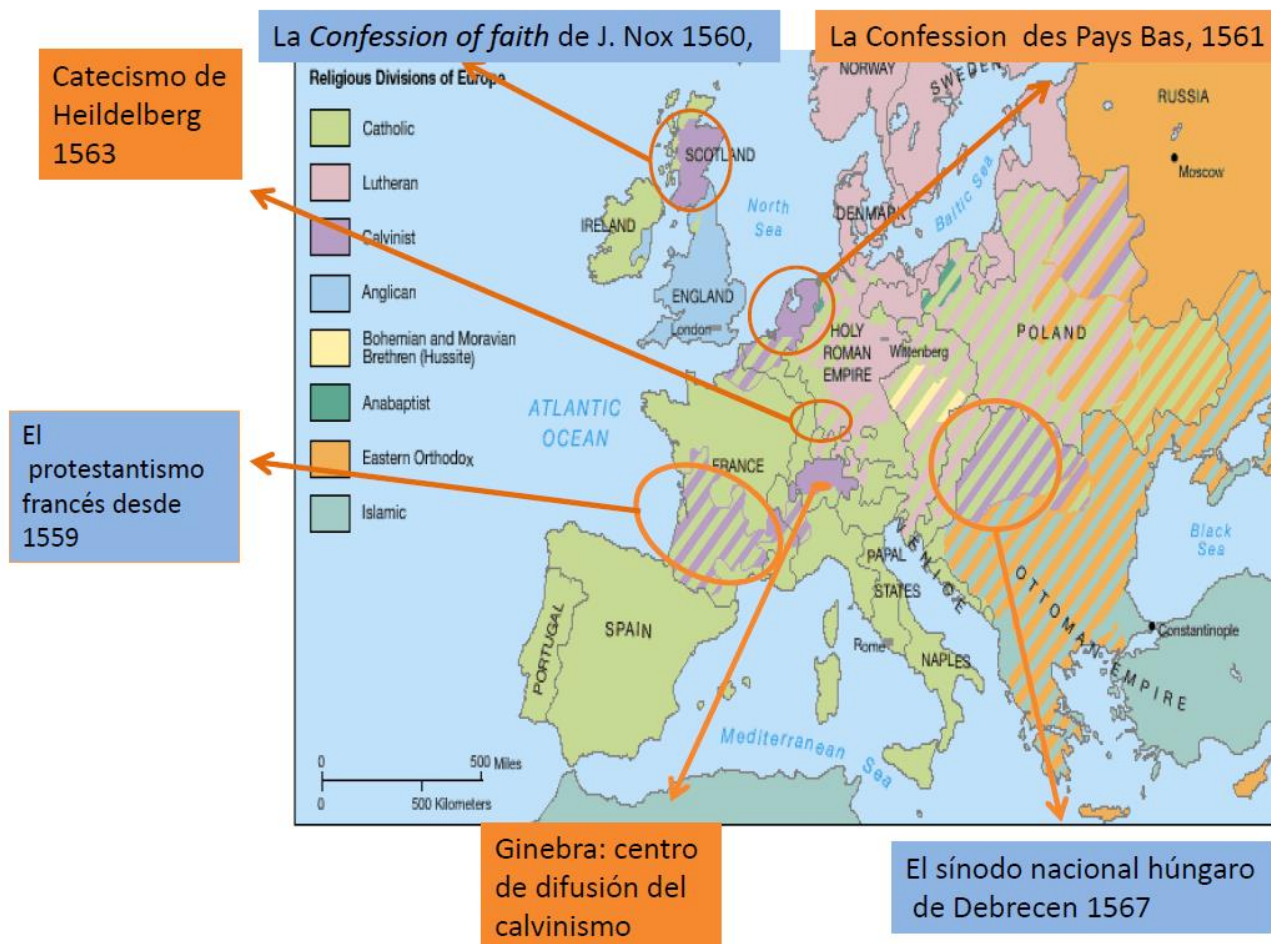 La Confession of faith de J. Nox 1560,
La Confession des Pays Bas, 1561
Catecismo de
Heildelberg
1563
El
protestantismo
francés desde
1559
Religious Divisions of Europe
Catholic
Lutheran
Calvinist
Anglican
Bohemian and Moravian
Brethren (Hussite)
Anabaptist
Eastern Orthodox
Islamic
NORWAY
SWEDEN
RUSSIA
Moscow
SCOTLAND
North
Sea
Baltic Sea
DENMARK
IRELAND
ENGLAND
London
HOLY
ROMAN
EMPIRE
Wittenberg
POLAND
ATLANTIC
OCEAN
FRANCE
VENICE
PAPAL
STATES
Black
Sea
OTTOMAN EMPIRE
Constantinople
PORTUGAL
SPAIN
Rome
NAPLES
Mediterranean Sea
0 500 Miles
0 500 Kilometers
Ginebra: centro
de difusión del
calvinismo
El sínodo nacional húngaro
de Debrecen 1567